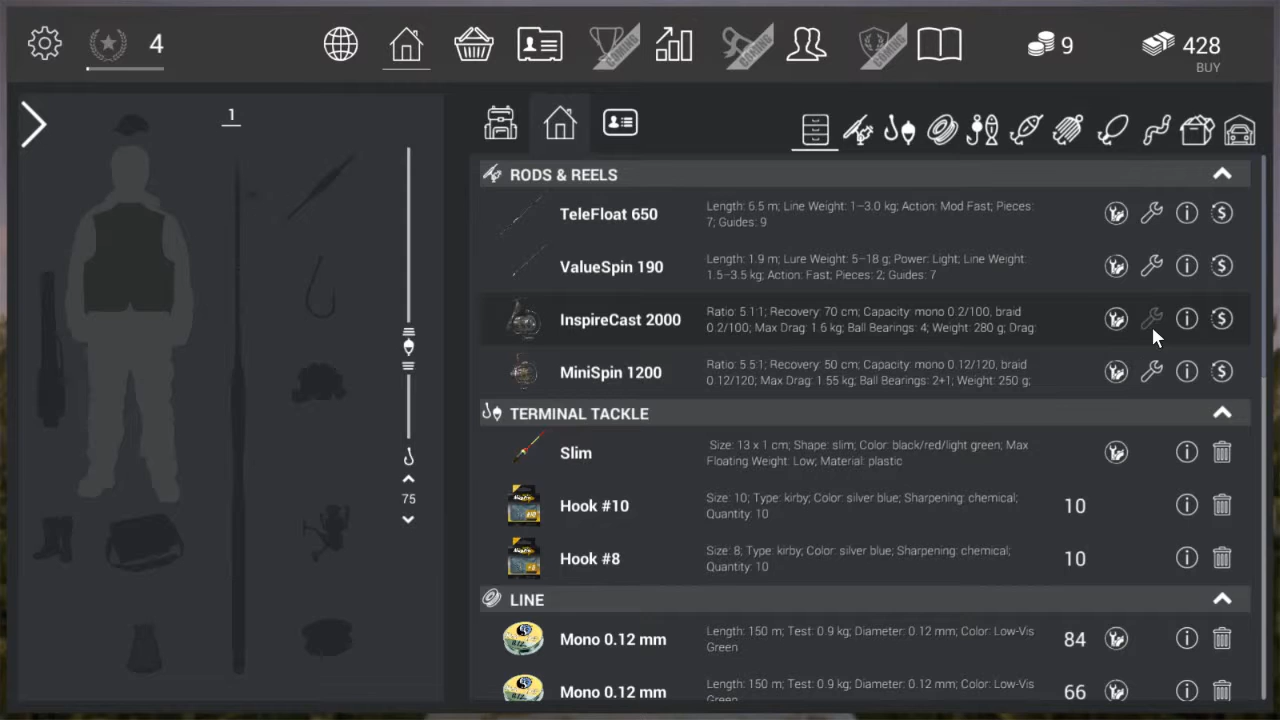 4
COMING
COMING
COMING
9
428
BUY
1
RODS & REELS
TeleFloat 650
Length: 6.5 m; Line Weight: 1–3.0 kg; Action: Mod Fast; Pieces:
7; Guides: 9
ValueSpin 190
Length: 1.9 m; Lure Weight: 5–18 g; Power: Light; Line Weight:
1.5–3.5 kg; Action: Fast; Pieces: 2; Guides: 7
InspireCast 2000
Ratio: 5.1:1; Recovery: 70 cm; Capacity: mono 0.2/100, braid
0.2/100; Max Drag: 1.6 kg; Ball Bearings: 4; Weight: 280 g; Drag:
MiniSpin 1200
Ratio: 5.5:1; Recovery: 50 cm; Capacity: mono 0.12/120, braid
0.12/120; Max Drag: 1.55 kg; Ball Bearings: 2+1; Weight: 250 g;
TERMINAL TACKLE
Slim
Size: 13 x 1 cm; Shape: slim; Color: black/red/light green; Max
Floating Weight: Low; Material: plastic
Hook #10
Size: 10; Type: kirby; Color: silver blue; Sharpening: chemical;
Quantity: 10
10
75
Hook #8
Size: 8; Type: kirby; Color: silver blue; Sharpening: chemical;
Quantity: 10
10
LINE
Mono 0.12 mm
Length: 150 m; Test: 0.9 kg; Diameter: 0.12 mm; Color: Low-Vis
Green
84
Mono 0.12 mm
Length: 150 m; Test: 0.9 kg; Diameter: 0.12 mm; Color: Low-Vis
Green
66